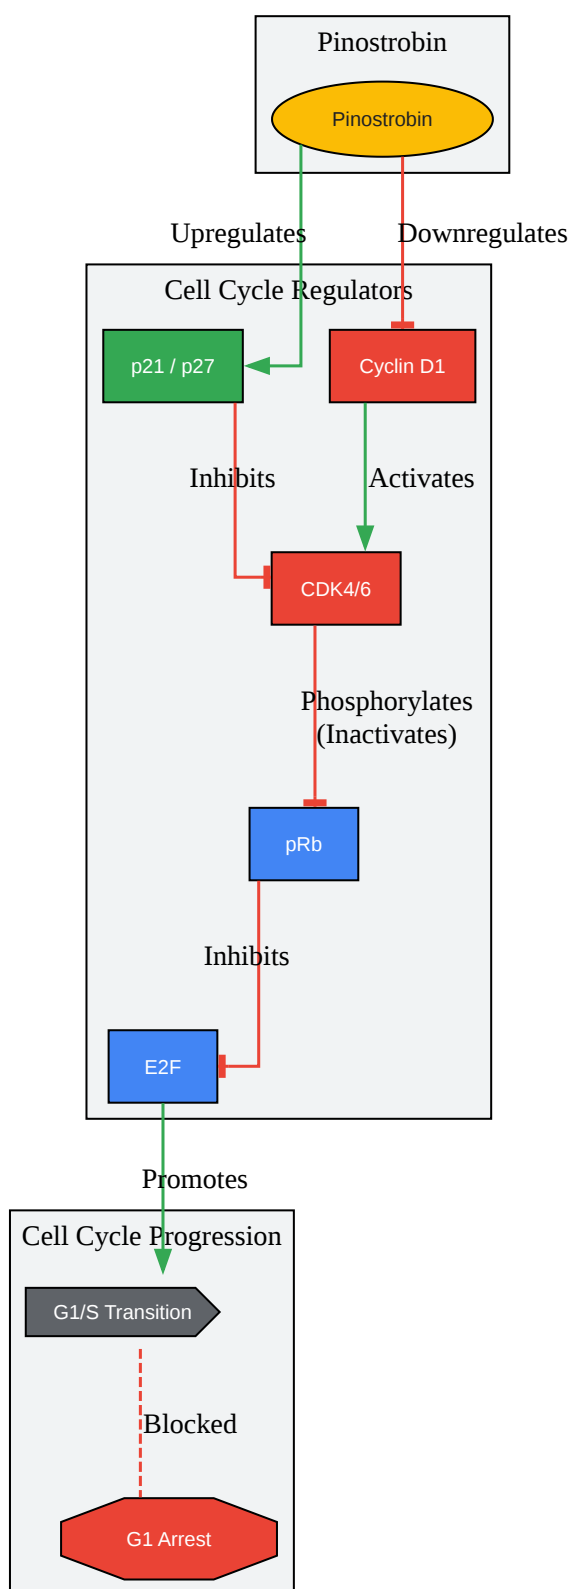 Pinostrobin
Pinostrobin
Upregulates
Downregulates
Cell Cycle Regulators
p21 / p27
Cyclin D1
Inhibits
Activates
CDK4/6
Phosphorylates
(Inactivates)
pRb
Inhibits
E2F
Promotes
Cell Cycle Progression
G1/S Transition
Blocked
G1 Arrest